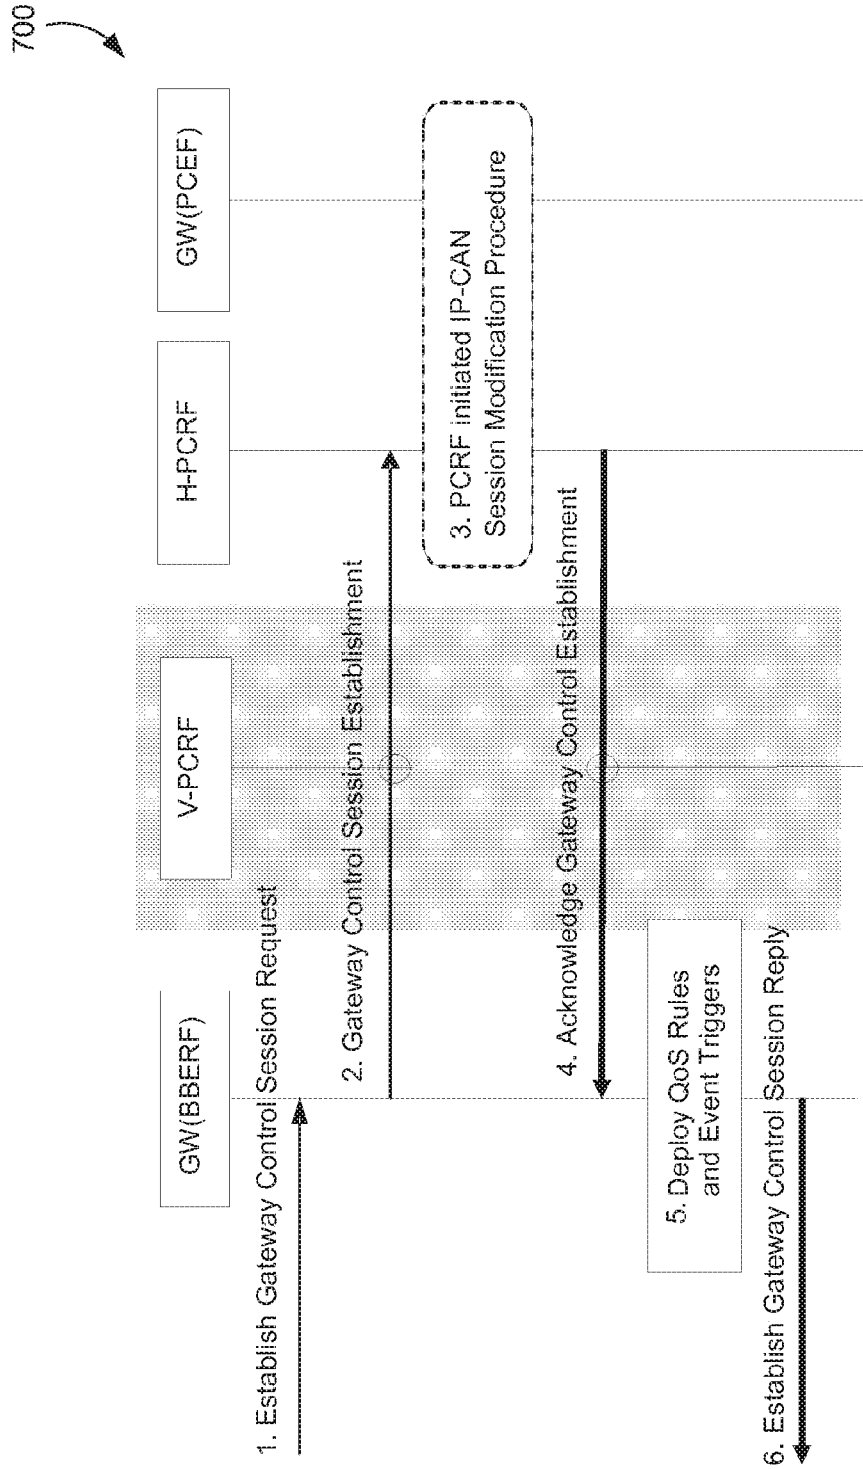 700
GW(BBERF)
V-PCRF
H-PCRF
GW(PCEF)
1. Establish Gateway Control Session Request
2. Gateway Control Session Establishment
3. PCRF initiated IP-CAN
Session Modification Procedure
4. Acknowledge Gateway Control Establishment
5. Deploy QoS Rules
and Event Triggers
6. Establish Gateway Control Session Reply